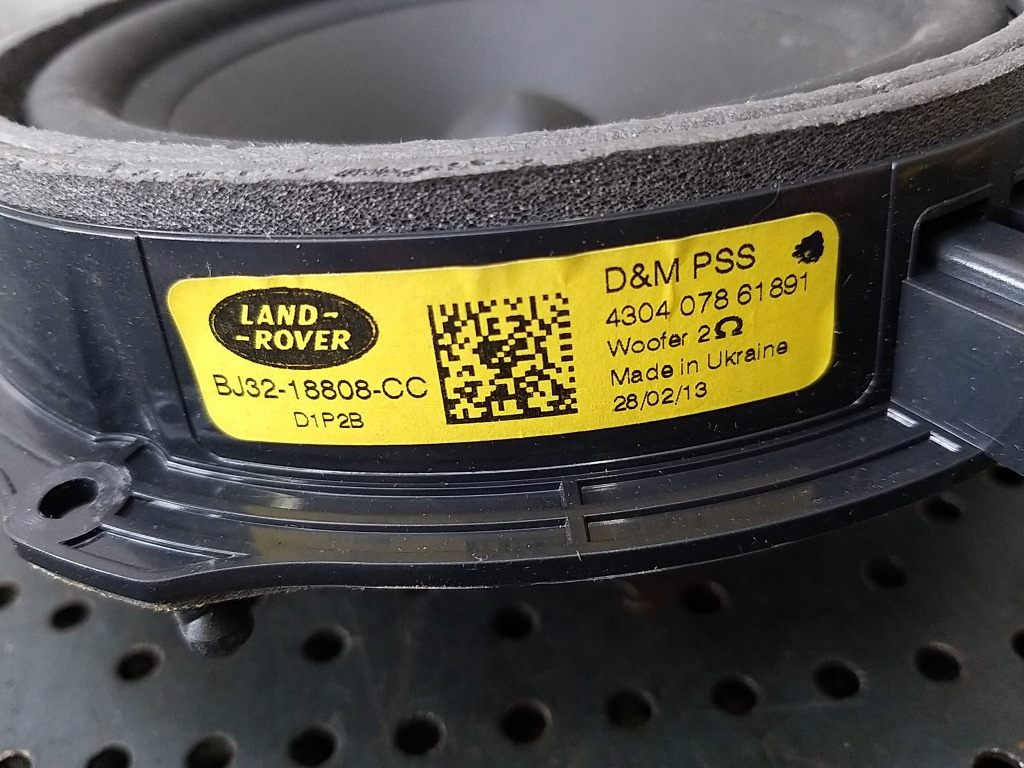 LAND-
-ROVER
BJ32-18808-CC
D1P2B
D&M PSS
4304 078 61891
Woofer 2Ω
Made in Ukraine
28/02/13